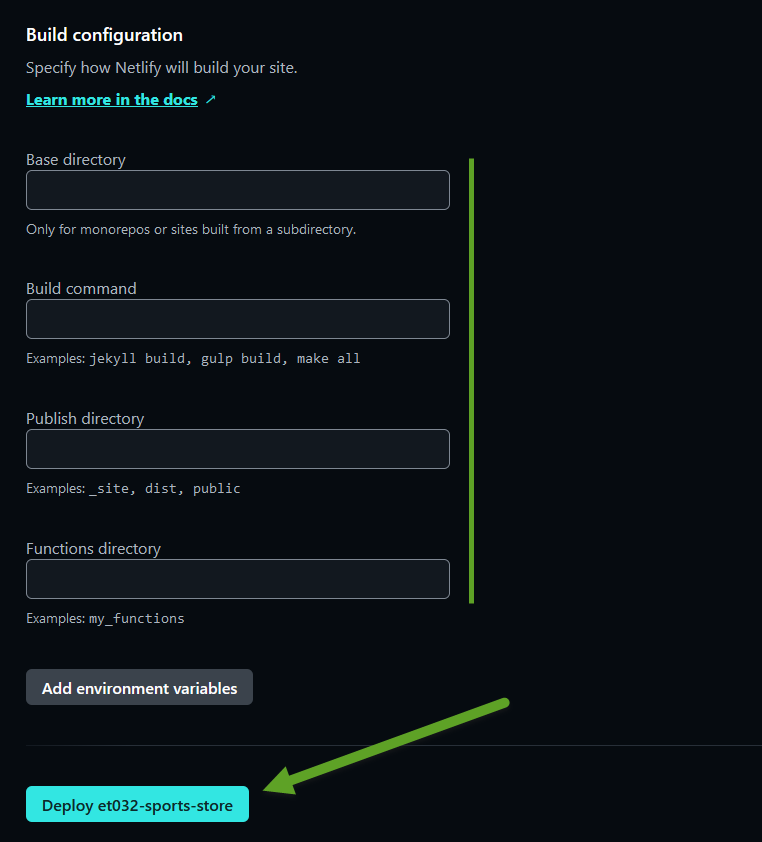 Build configuration
Specify how Netlify will build your site.
Learn more in the docs ↗
Base directory
Only for monorepos or sites built from a subdirectory.
Build command
Examples: jekyll build, gulp build, make all
Publish directory
Examples: _site, dist, public
Functions directory
Examples: my_functions
Add environment variables
Deploy et032-sports-store